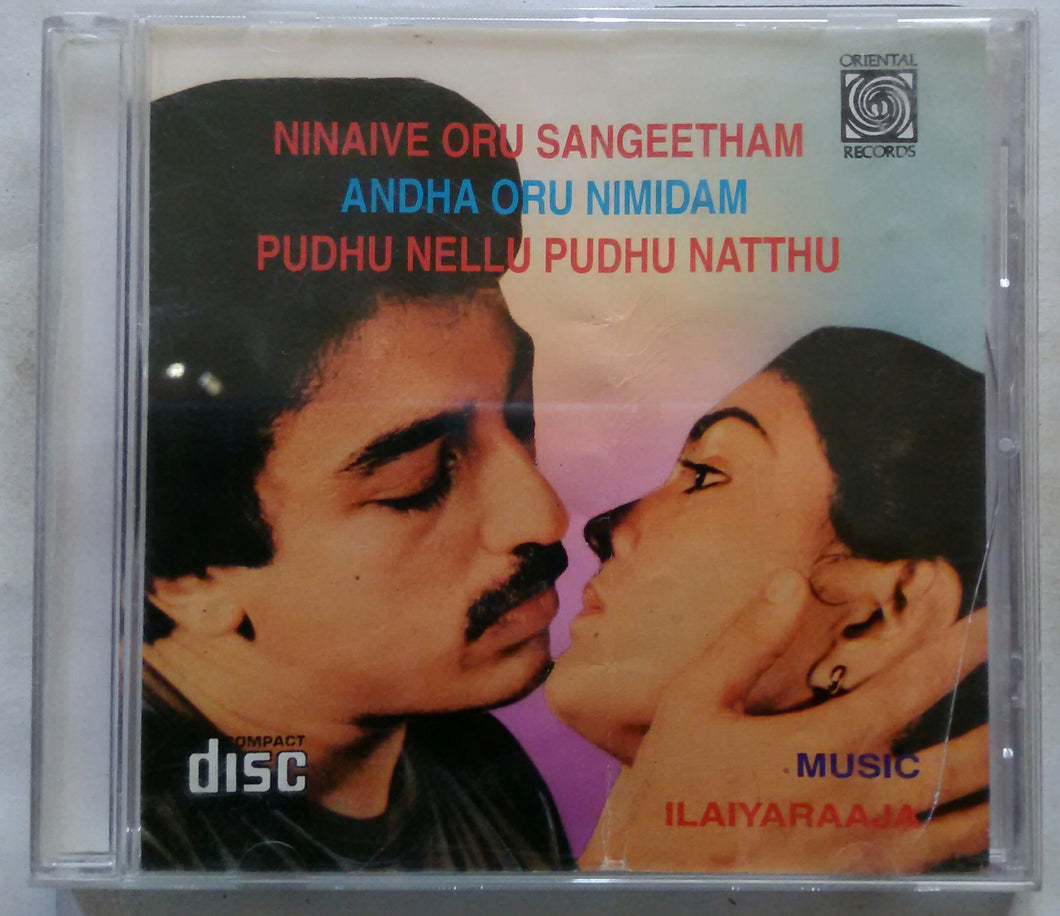 ORIENTAL
RECORDS
NINAIVE ORU SANGEETHAM
ANDHA ORU NIMIDAM
PUDHU NELLU PUDHU NATTHU
COMPACT
disc
MUSIC
ILAIYARAAJA